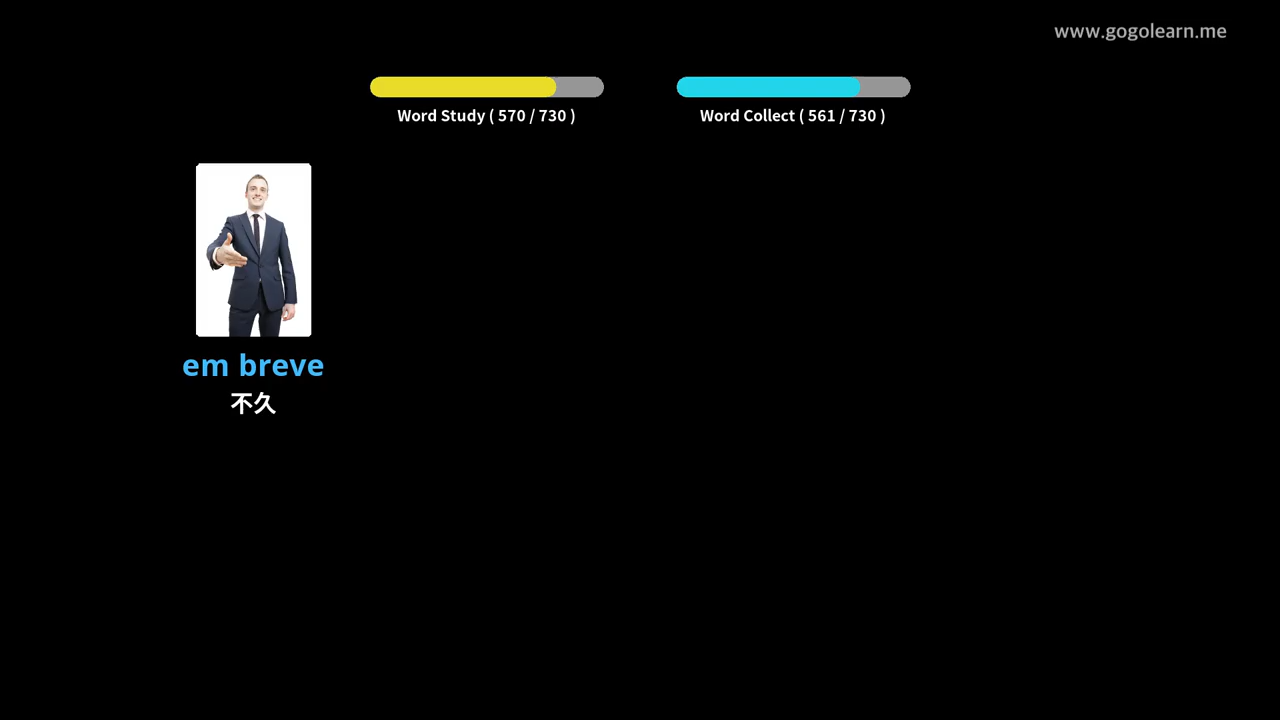 www.gogolearn.me
Word Study ( 570 / 730 )
Word Collect ( 561 / 730 )
em breve
不久